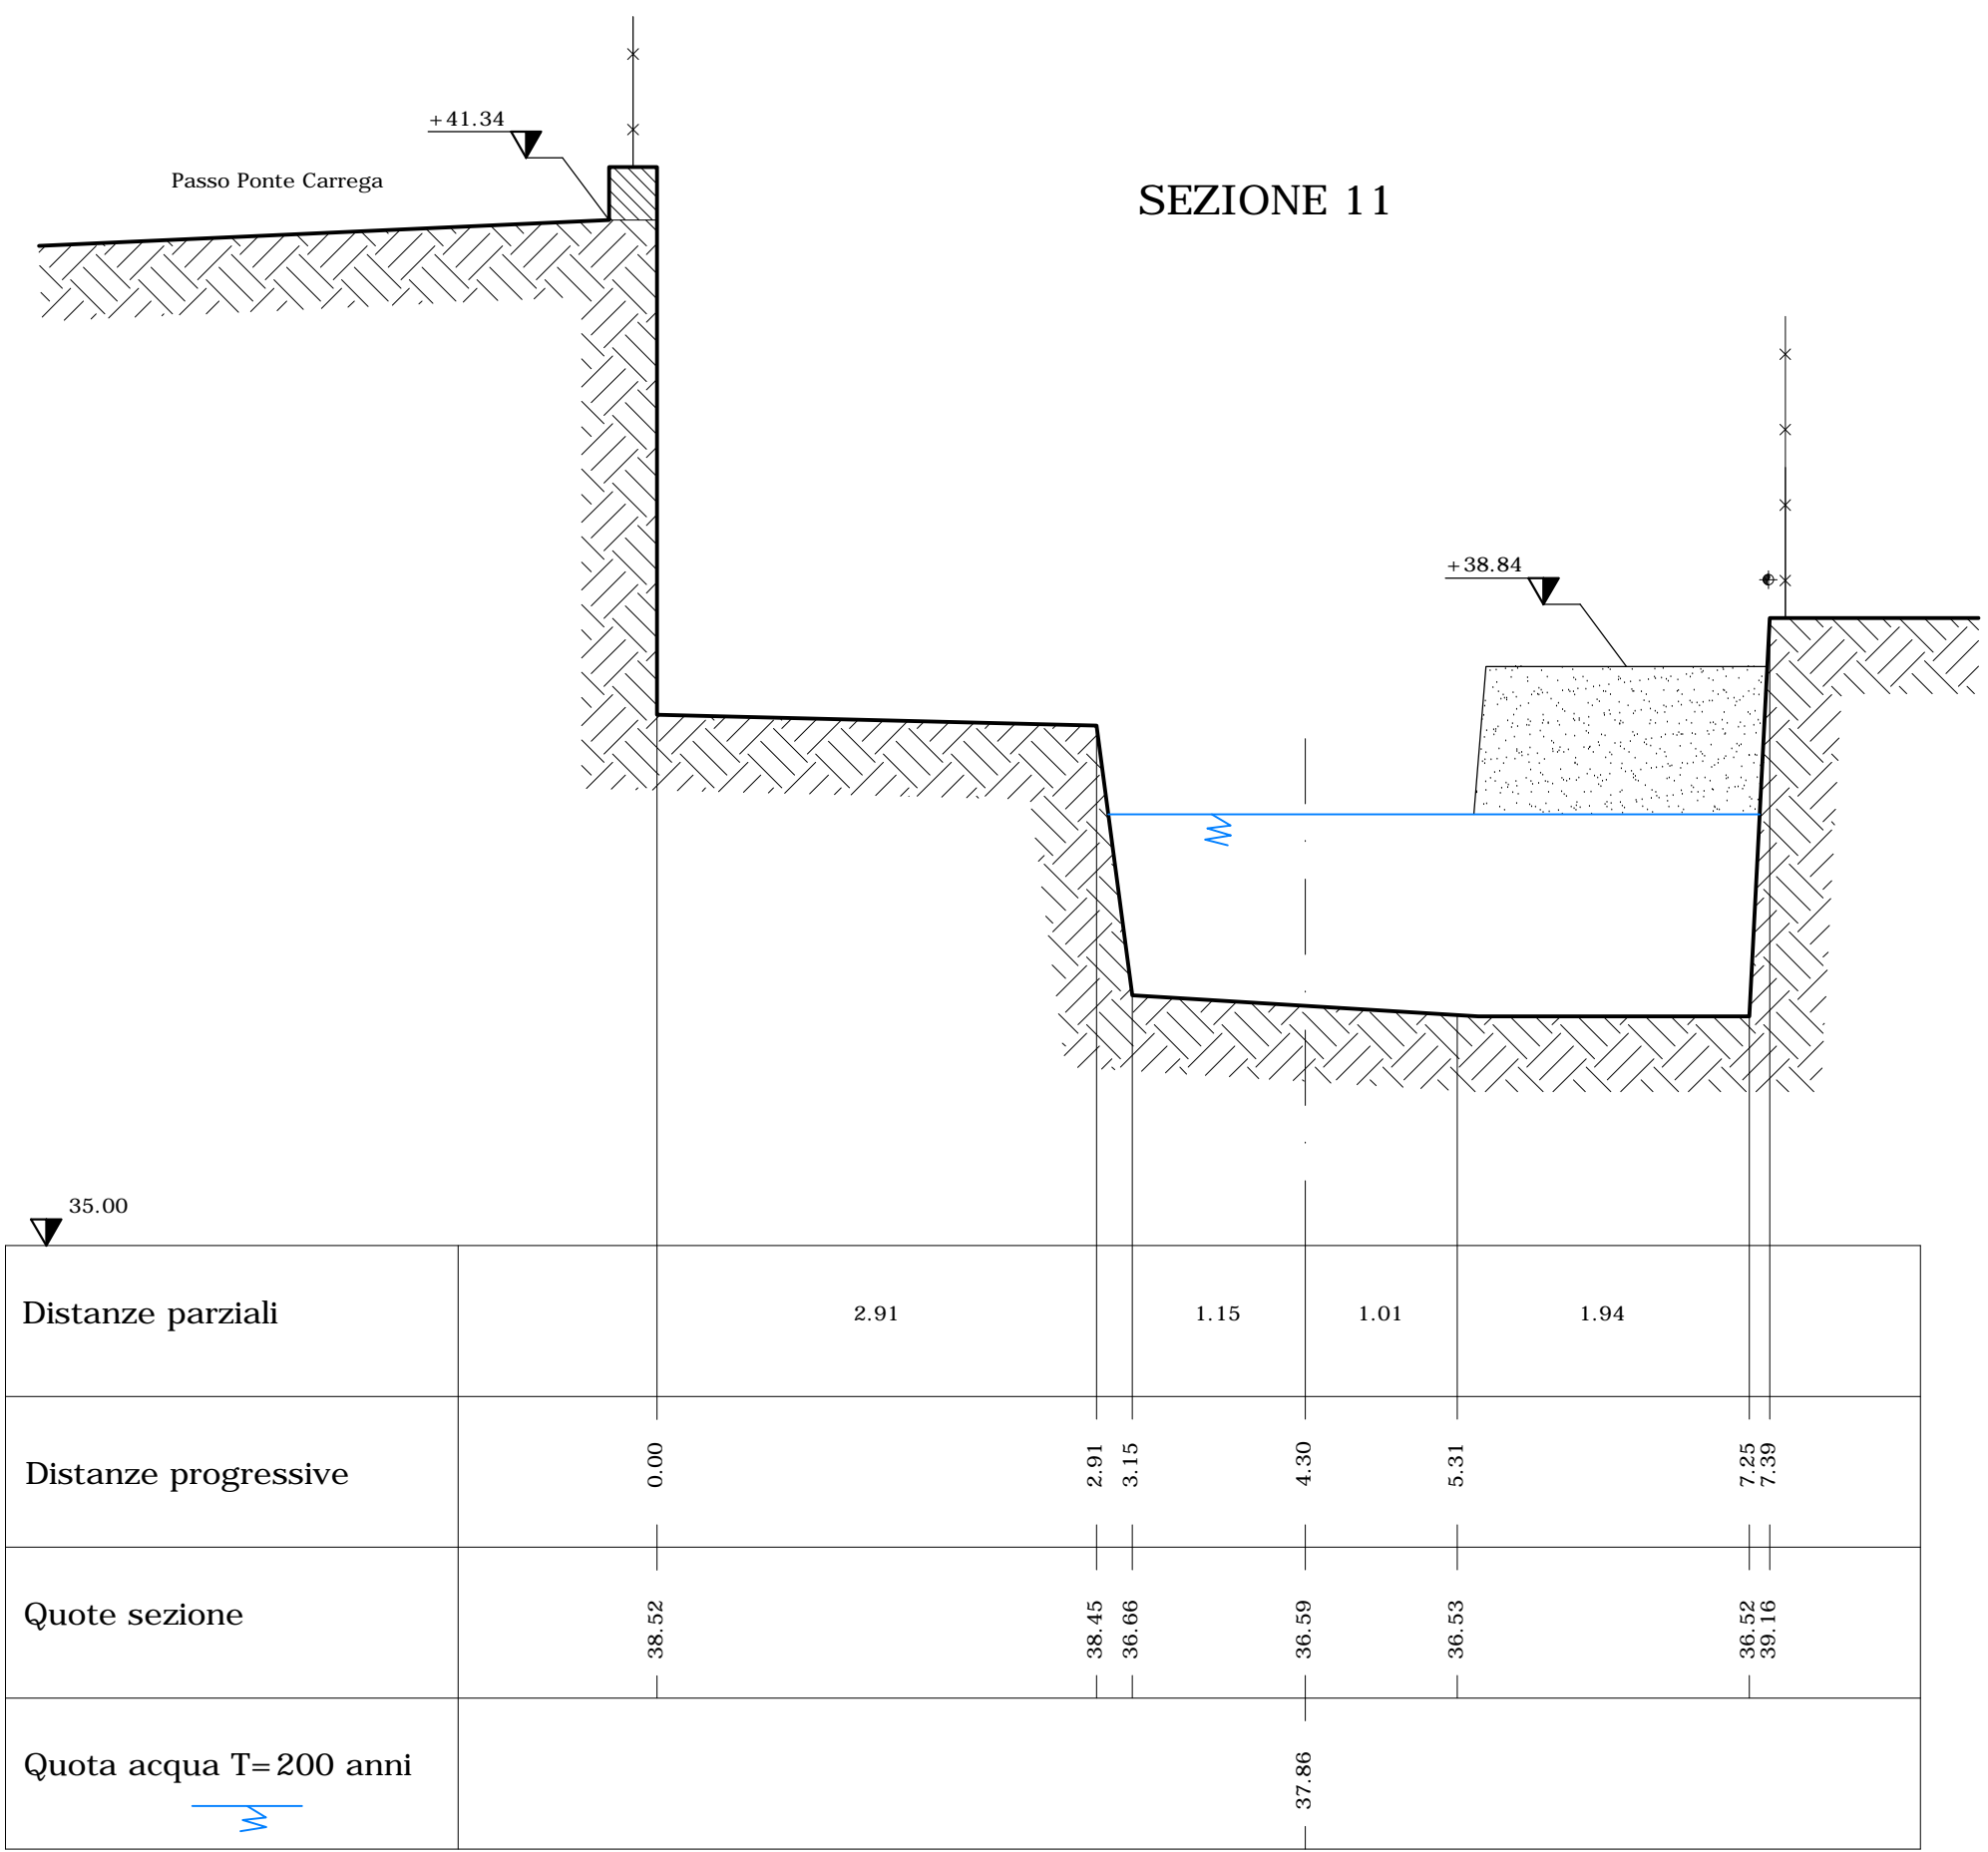 +41.34
Passo Ponte Carrega
SEZIONE 11
+38.84
35.00
Distanze parziali 2.91 1.15 1.01 1.94
Distanze progressive 0.00 2.91 3.15 4.30 5.31 7.25 7.39
Quote sezione 38.52 38.45 36.66 36.59 36.53 36.52 39.16
Quota acqua T=200 anni 37.86